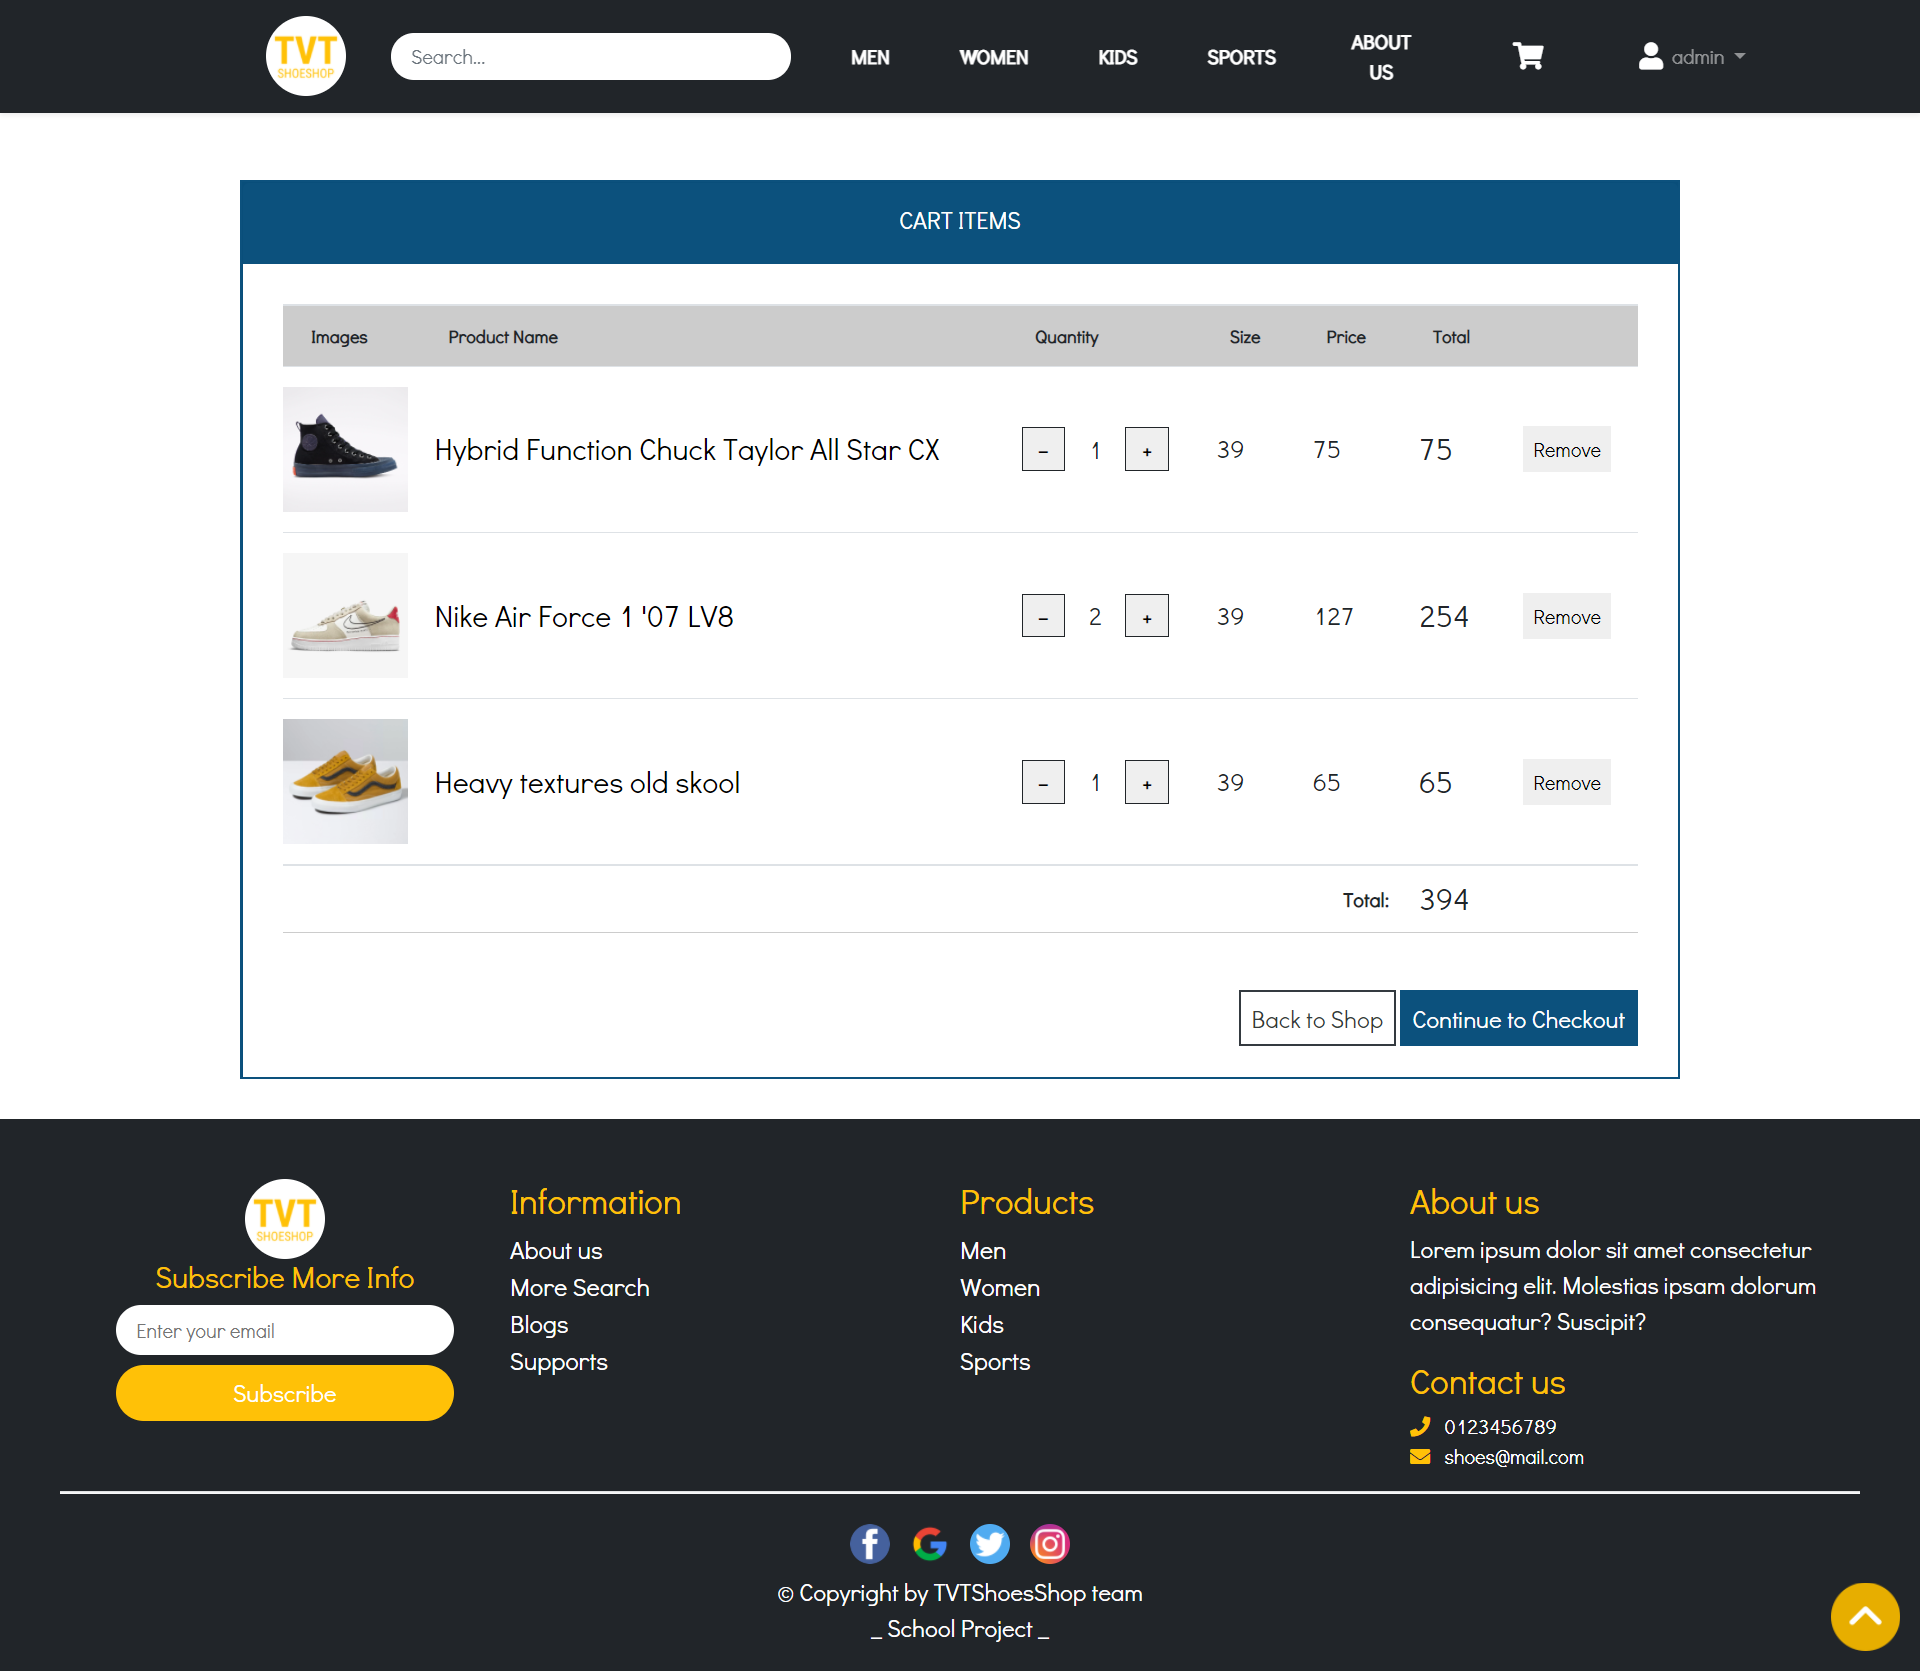 TVT
SHOESHOP
Search...
MEN
WOMEN
KIDS
SPORTS
ABOUT
US
admin
CART ITEMS
Images Product Name Quantity Size Price Total
Hybrid Function Chuck Taylor All Star CX - 1 + 39 75 75 Remove
Nike Air Force 1 '07 LV8 - 2 + 39 127 254 Remove
Heavy textures old skool - 1 + 39 65 65 Remove
Total: 394
Back to Shop
Continue to Checkout
TVT
SHOESHOP
Subscribe More Info
Enter your email
Subscribe
Information
About us
More Search
Blogs
Supports
Products
Men
Women
Kids
Sports
About us
Lorem ipsum dolor sit amet consectetur
adipisicing elit. Molestias ipsam dolorum
consequatur? Suscipit?
Contact us
0123456789
shoes@mail.com
© Copyright by TVTShoesShop team
_ School Project _